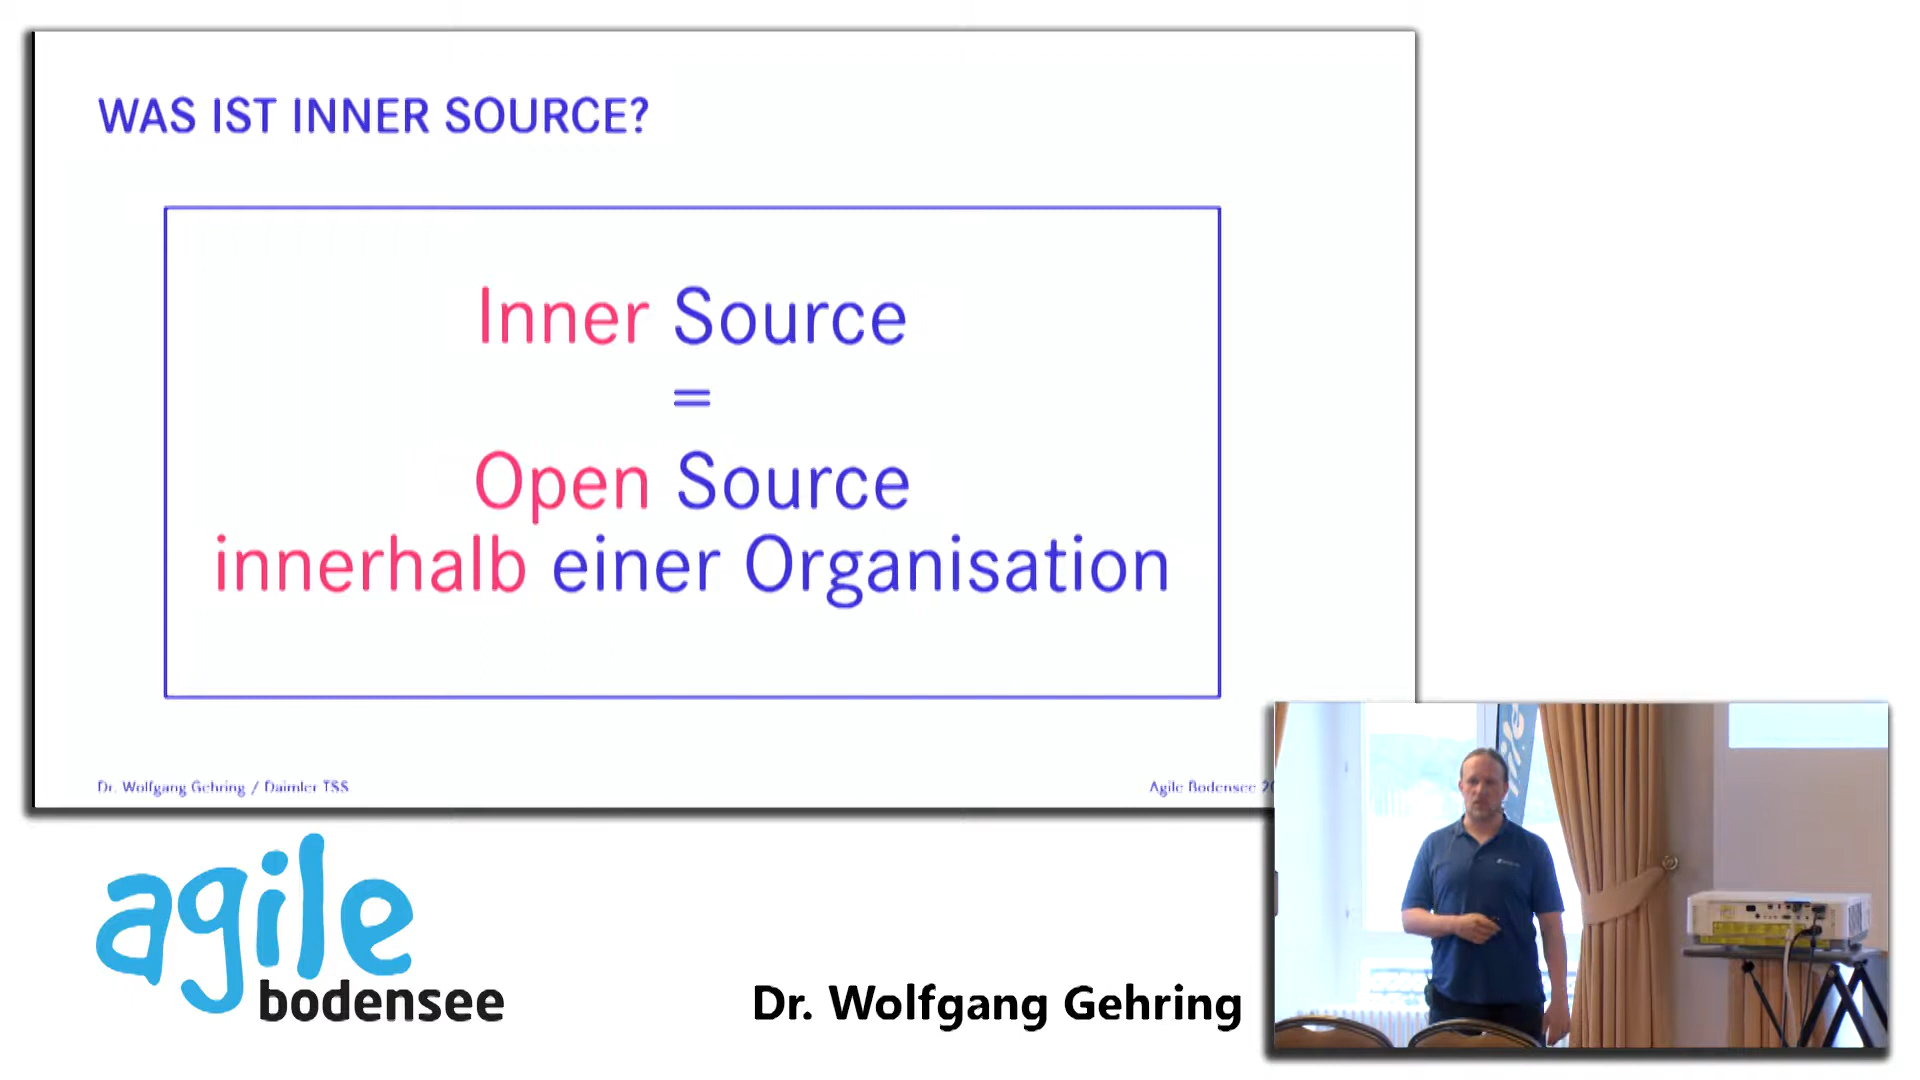 WAS IST INNER SOURCE?
Inner Source
=
Open Source
innerhalb einer Organisation
Dr. Wolfgang Gehring / Daimler TSS
Agile Bodensee
agile
bodensee
Dr. Wolfgang Gehring